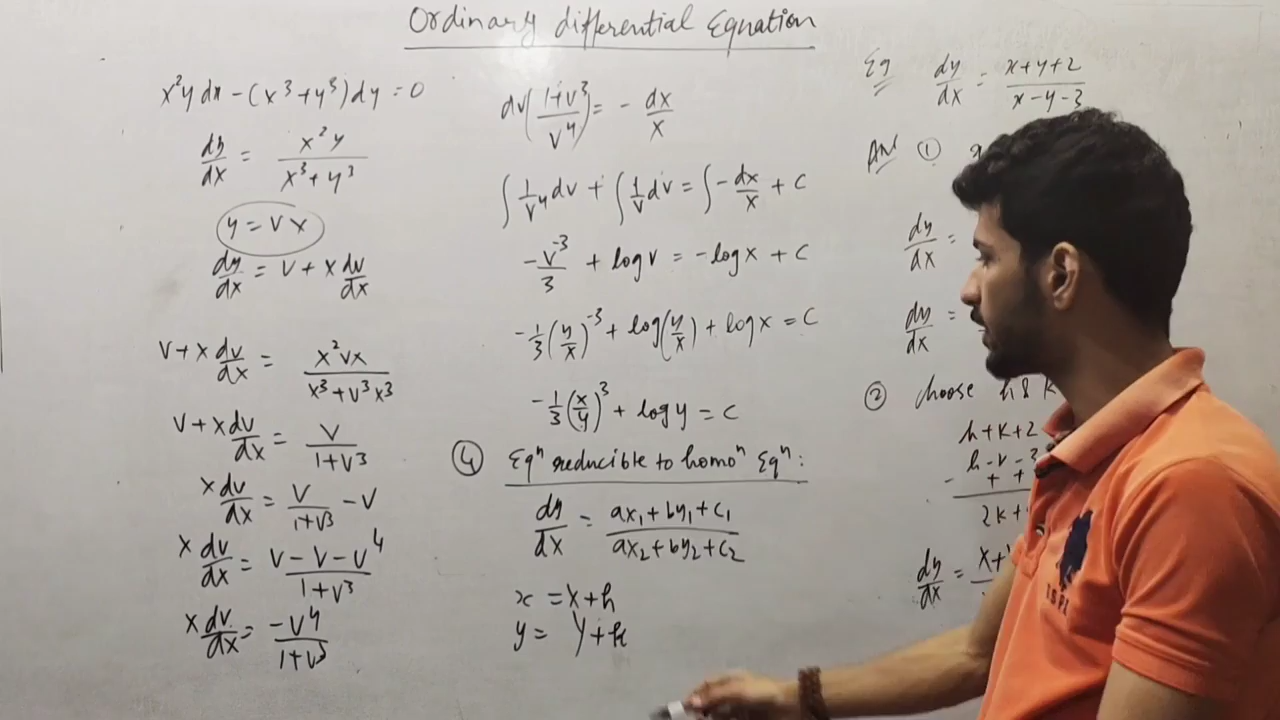 Ordinary differential Equation
x²y dx - (x³ + y³) dy = 0
dy/dx = x²y / x³ + y³
y = vx
dy/dx = v + x dv/dx
v + x dv/dx = x²vx / x³ + v³x³
v + x dv/dx = v / 1 + v³
x dv/dx = v / 1 + v³ - v
x dv/dx = v - v - v⁴ / 1 + v³
x dv/dx = -v⁴ / 1 + v³
dv(1 + v³ / v⁴) = - dx/x
∫ 1/v⁴ dv + ∫ 1/v dv = ∫ - dx/x + c
- v⁻³/3 + log v = - log x + c
- 1/3 (y/x)⁻³ + log(y/x) + log x = c
- 1/3 (x/y)³ + log y = c
④ Eqⁿ reducible to homoⁿ Eqⁿ:
dy/dx = ax₁ + by₁ + c₁ / ax₂ + by₂ + c₂
x = X + h
y = Y + k
Eg dy/dx = x + y + 2 / x - y - 3
Ans ①
dy/dx =
dy/dx =
② choose h & k
h + k + 2
h - k - 3
- + +
2k +
dy/dx = x +